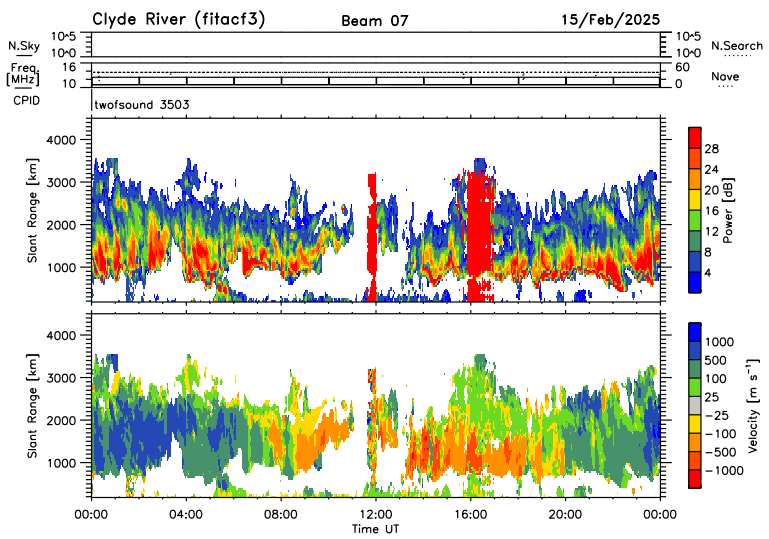 Clyde River (fitacf3) Beam 07 15/Feb/2025
N.Sky 10^5 10^0 10^5 10^0 N.Search
Freq. [MHz] 16 10 60 0 Nave
CPID twofsound 3503
Slant Range [km]
4000
3000
2000
1000
28
24
20
16
12
8
4
Power [dB]
Slant Range [km]
4000
3000
2000
1000
1000
500
100
25
-25
-100
-500
-1000
Velocity [m s⁻¹]
00:00 04:00 08:00 12:00 16:00 20:00 00:00
Time UT